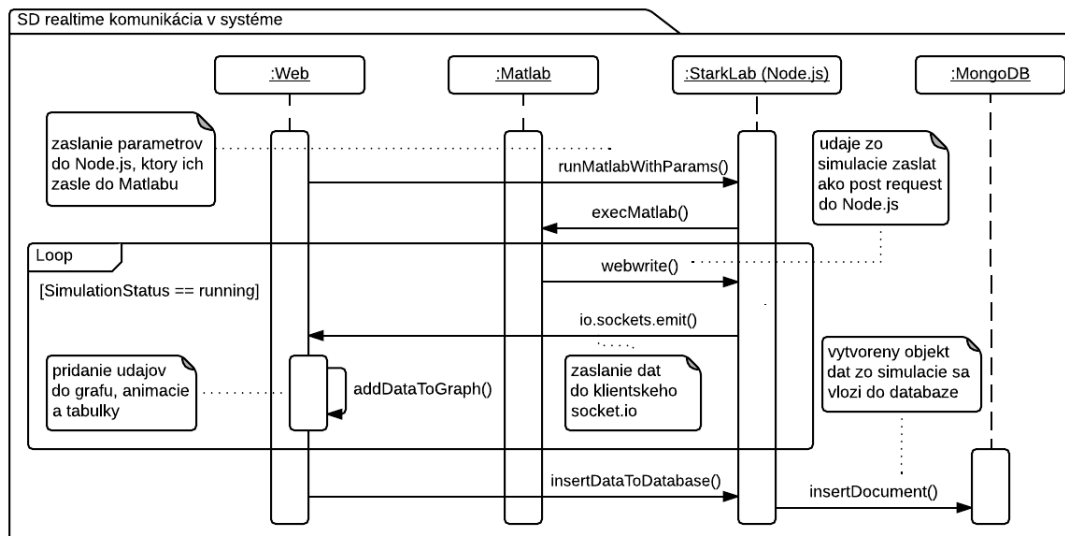 SD realtime komunikácia v systéme
:Web
:Matlab
:StarkLab (Node.js)
:MongoDB
zaslanie parametrov
do Node.js, ktory ich
zasle do Matlabu
udaje zo
simulacie zaslat
ako post request
do Node.js
runMatlabWithParams()
execMatlab()
Loop
[SimulationStatus == running]
webwrite()
io.sockets.emit()
pridanie udajov
do grafu, animacie
a tabulky
addDataToGraph()
zaslanie dat
do klientskeho
socket.io
vytvoreny objekt
dat zo simulacie sa
vlozi do databaze
insertDataToDatabase()
insertDocument()